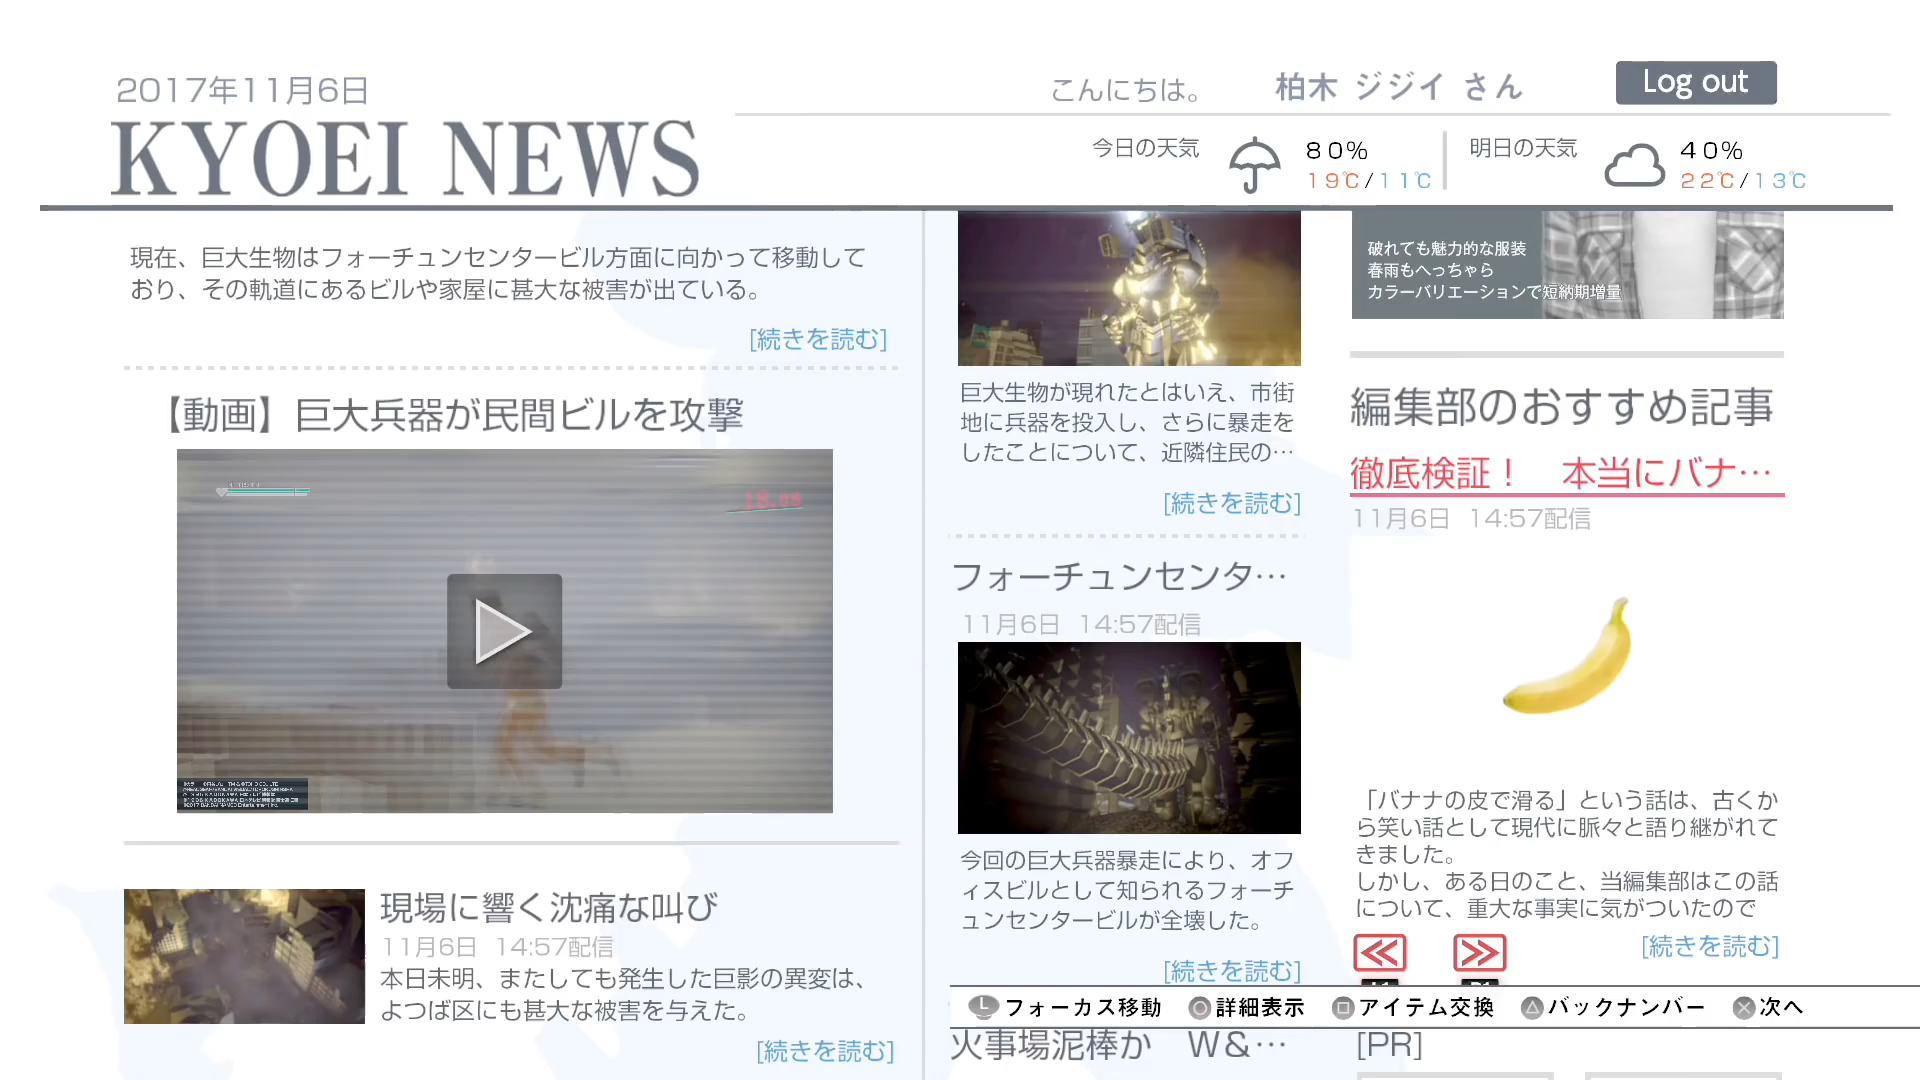 2017年11月6日
こんにちは。 柏木 ジジイ さん Log out
KYOEI NEWS
今日の天気 80% 19℃/11℃
明日の天気 40% 22℃/13℃
現在、巨大生物はフォーチュンセンタービル方面に向かって移動して
おり、その軌道にあるビルや家屋に甚大な被害が出ている。
[続きを読む]
【動画】巨大兵器が民間ビルを攻撃
18.08
現場に響く沈痛な叫び
11月6日 14:57配信
本日未明、またしても発生した巨影の異変は、
よつば区にも甚大な被害を与えた。
[続きを読む]
巨大生物が現れたとはいえ、市街
地に兵器を投入し、さらに暴走を
したことについて、近隣住民の…
[続きを読む]
フォーチュンセンタ…
11月6日 14:57配信
今回の巨大兵器暴走により、オフ
ィスビルとして知られるフォーチ
ュンセンタービルが全壊した。
[続きを読む]
火事場泥棒か W&…
破れても魅力的な服装
春雨もへっちゃら
カラーバリエーションで短納期増量
編集部のおすすめ記事
徹底検証！ 本当にバナ…
11月6日 14:57配信
「バナナの皮で滑る」という話は、古くか
ら笑い話として現代に脈々と語り継がれて
きました。
しかし、ある日のこと、当編集部はこの話
について、重大な事実に気がついたので
[続きを読む]
L フォーカス移動 詳細表示 アイテム交換 バックナンバー 次へ
[PR]